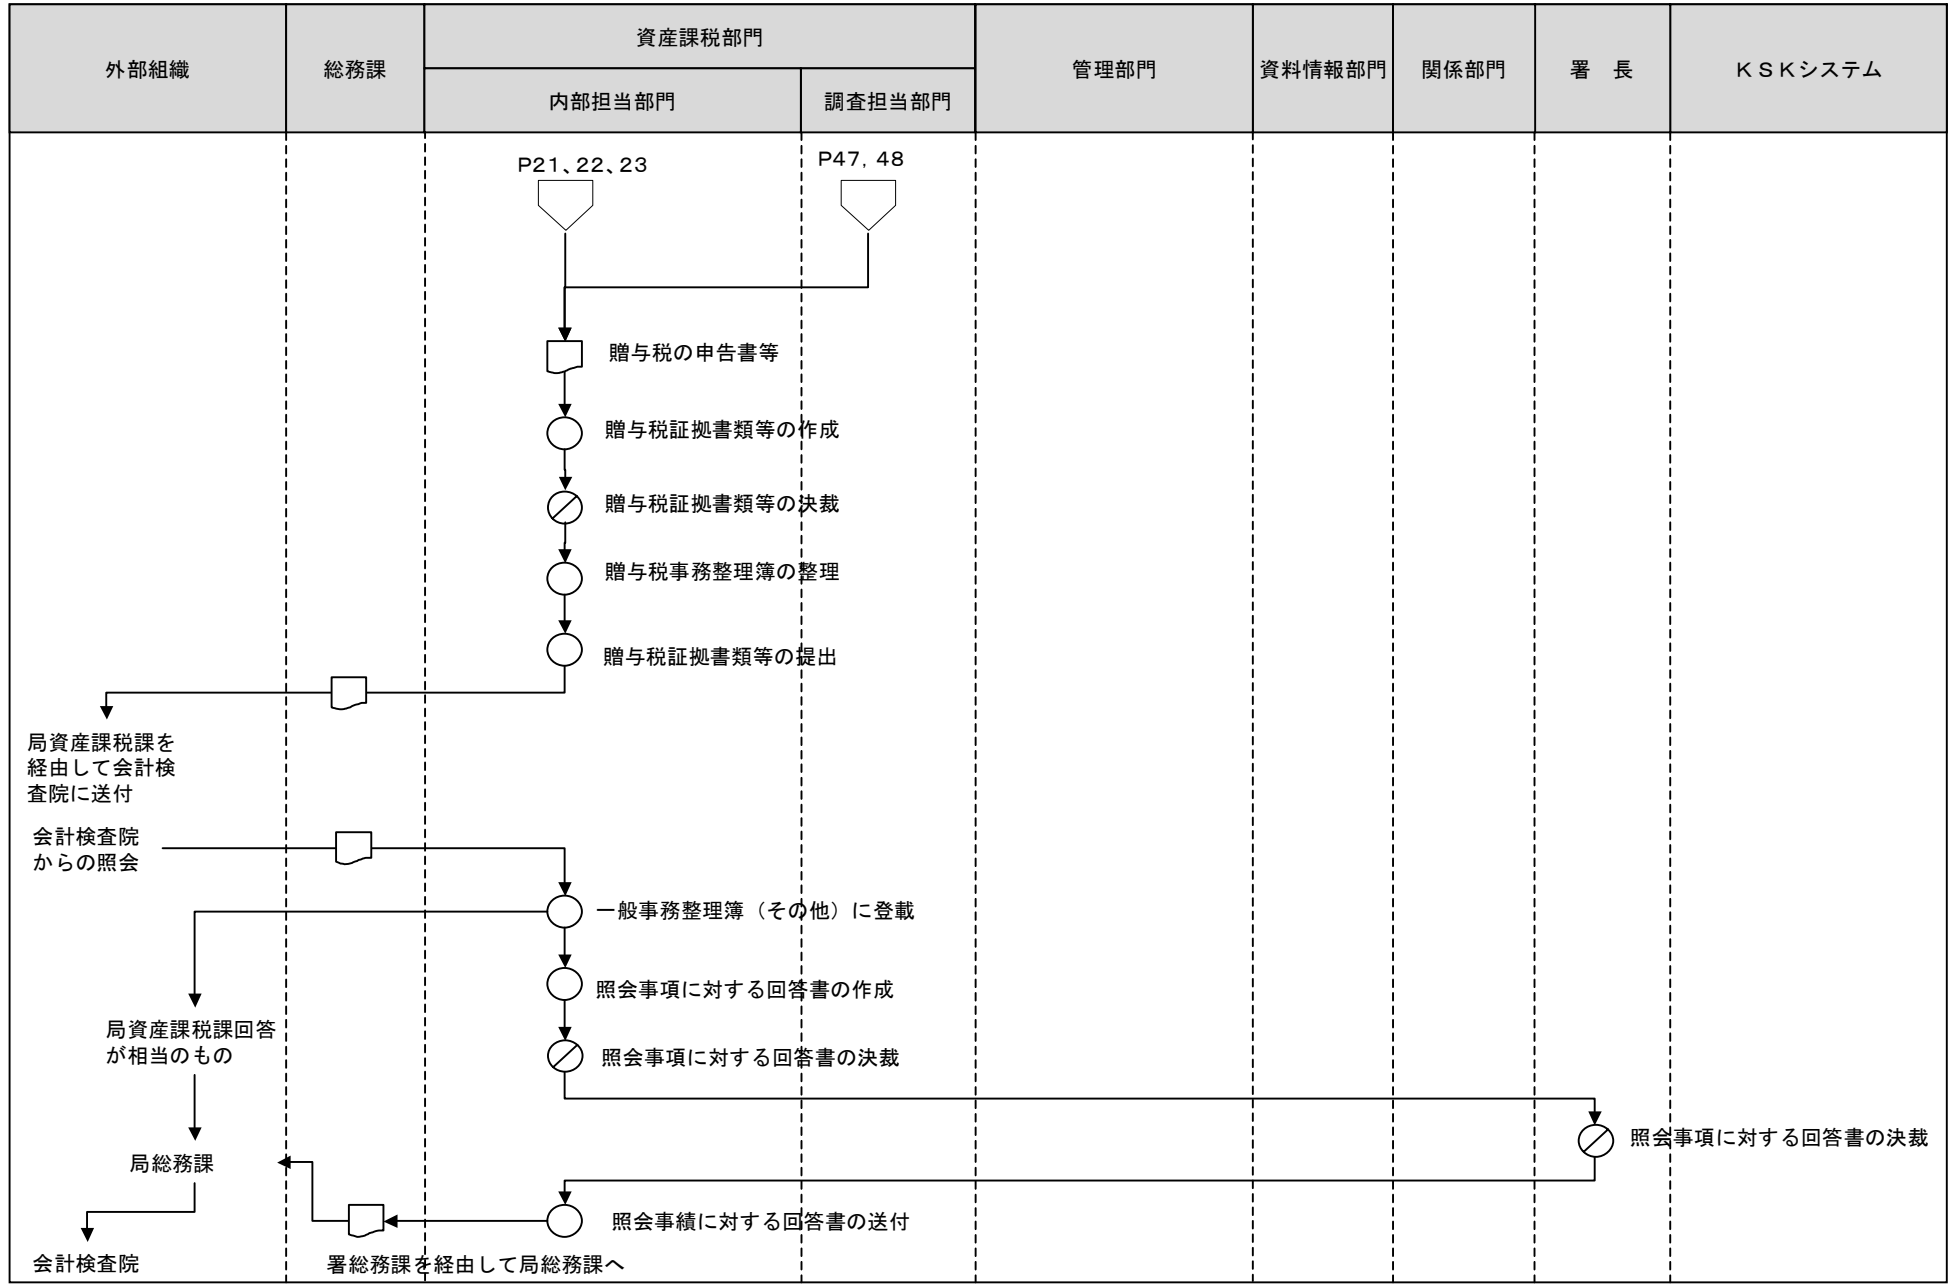 外部組織
総務課
資産課税部門
内部担当部門
調査担当部門
管理部門
資料情報部門
関係部門
署　長
ＫＳＫシステム
P21、22、23
P47，48
贈与税の申告書等
贈与税証拠書類等の作成
贈与税証拠書類等の決裁
贈与税事務整理簿の整理
贈与税証拠書類等の提出
局資産課税課を
経由して会計検
査院に送付
会計検査院
からの照会
一般事務整理簿（その他）に登載
照会事項に対する回答書の作成
局資産課税課回答
が相当のもの
照会事項に対する回答書の決裁
照会事項に対する回答書の決裁
局総務課
照会事績に対する回答書の送付
会計検査院
署総務課を経由して局総務課へ